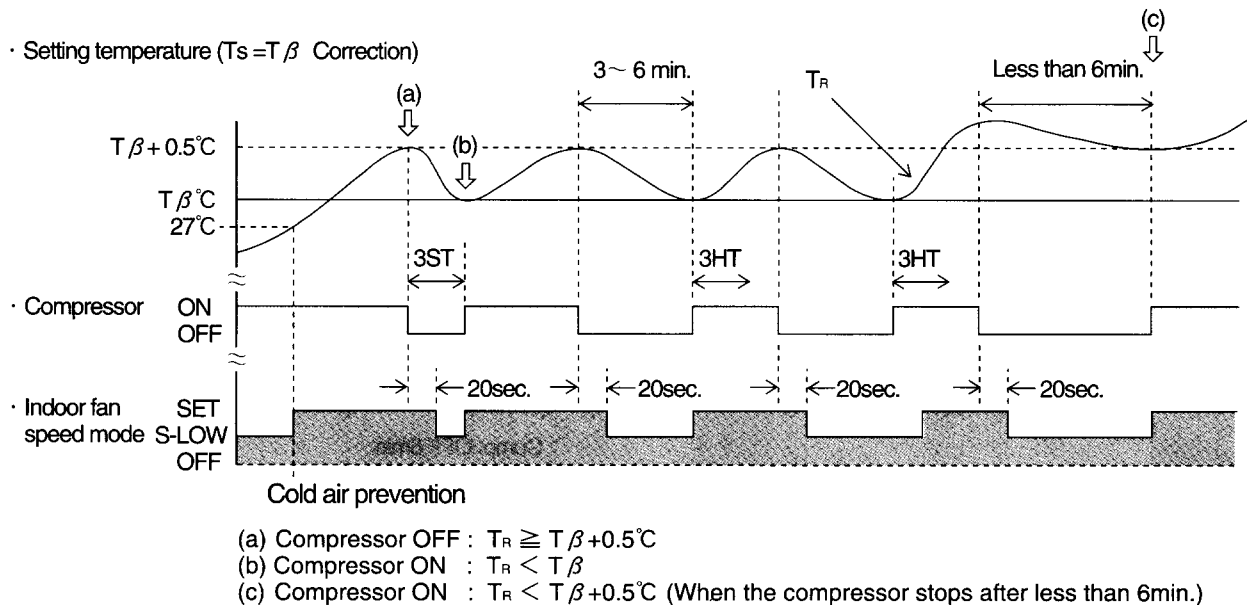 · Setting temperature (Ts =Tβ Correction)
(c)
3～6 min.
Less than 6min.
(a)
TR
(b)
Tβ+0.5℃
Tβ℃
27℃
3ST
3HT
3HT
· Compressor
ON
OFF
20sec.
20sec.
20sec.
20sec.
· Indoor fan
speed mode
SET
S-LOW
OFF
Cold air prevention
(a) Compressor OFF : TR ≧ Tβ+0.5℃
(b) Compressor ON : TR < Tβ
(c) Compressor ON : TR < Tβ+0.5℃ (When the compressor stops after less than 6min.)